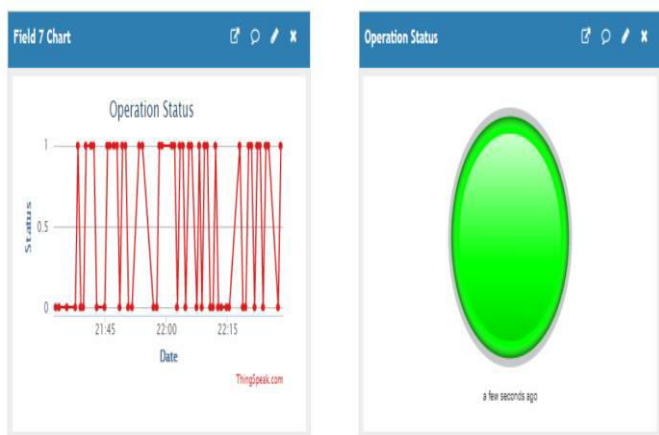 Field 7 Chart
Operation Status
Status
1
0.5
0
21:45 22:00 22:15
Date
ThingSpeak.com
Operation Status
a few seconds ago